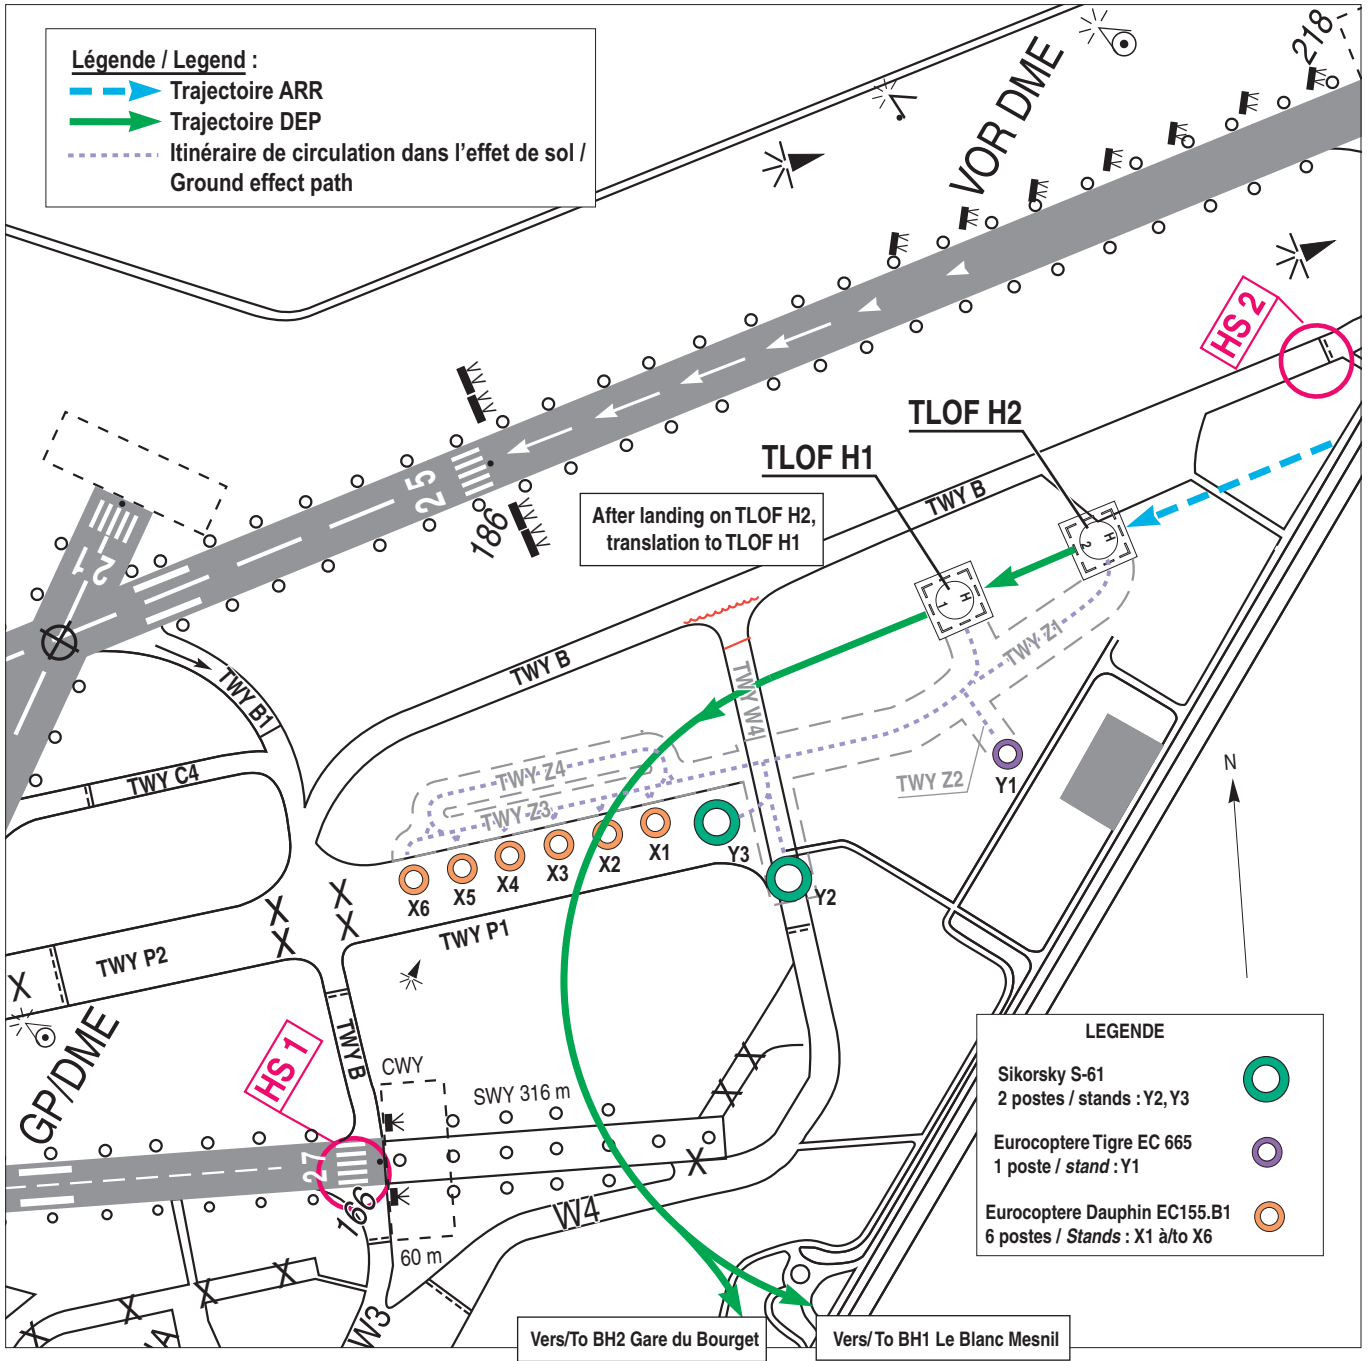 Légende / Legend :
Trajectoire ARR
Trajectoire DEP
Itinéraire de circulation dans l'effet de sol /
Ground effect path
VOR DME
218
HS 2
TLOF H2
TLOF H1
TWY B
25
186
After landing on TLOF H2,
translation to TLOF H1
21
H
2
H
1
TWY Z1
TWY B
TWY B1
TWY W4
TWY C4
TWY Z4
TWY Z3
TWY Z2
Y1
N
X1
X2
X3
X4
X5
X6
Y3
Y2
TWY P1
TWY P2
X
GP/DME
HS 1
TWY B
CWY
SWY 316 m
27
166
60 m
W4
W3
LEGENDE
Sikorsky S-61
2 postes / stands : Y2, Y3
Eurocoptere Tigre EC 665
1 poste / stand : Y1
Eurocoptere Dauphin EC155.B1
6 postes / Stands : X1 à/to X6
Vers/To BH2 Gare du Bourget
Vers/ To BH1 Le Blanc Mesnil